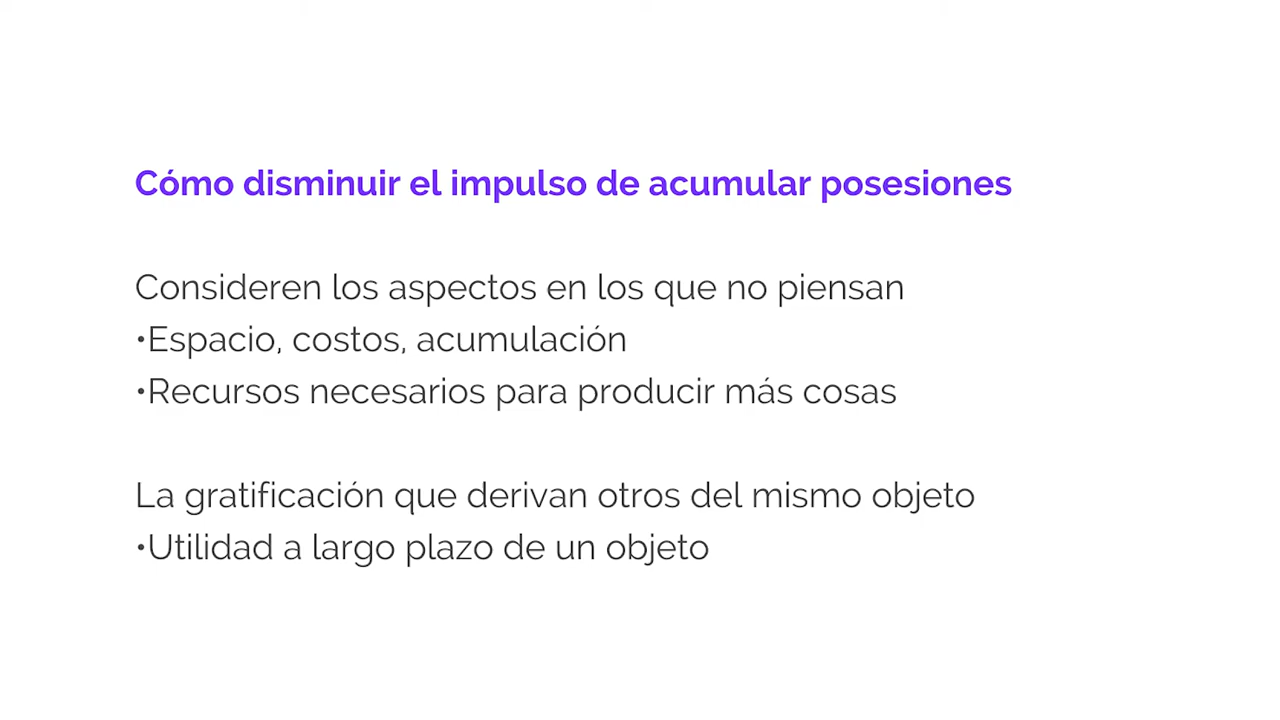 Cómo disminuir el impulso de acumular posesiones
Consideren los aspectos en los que no piensan
•Espacio, costos, acumulación
•Recursos necesarios para producir más cosas
La gratificación que derivan otros del mismo objeto
•Utilidad a largo plazo de un objeto